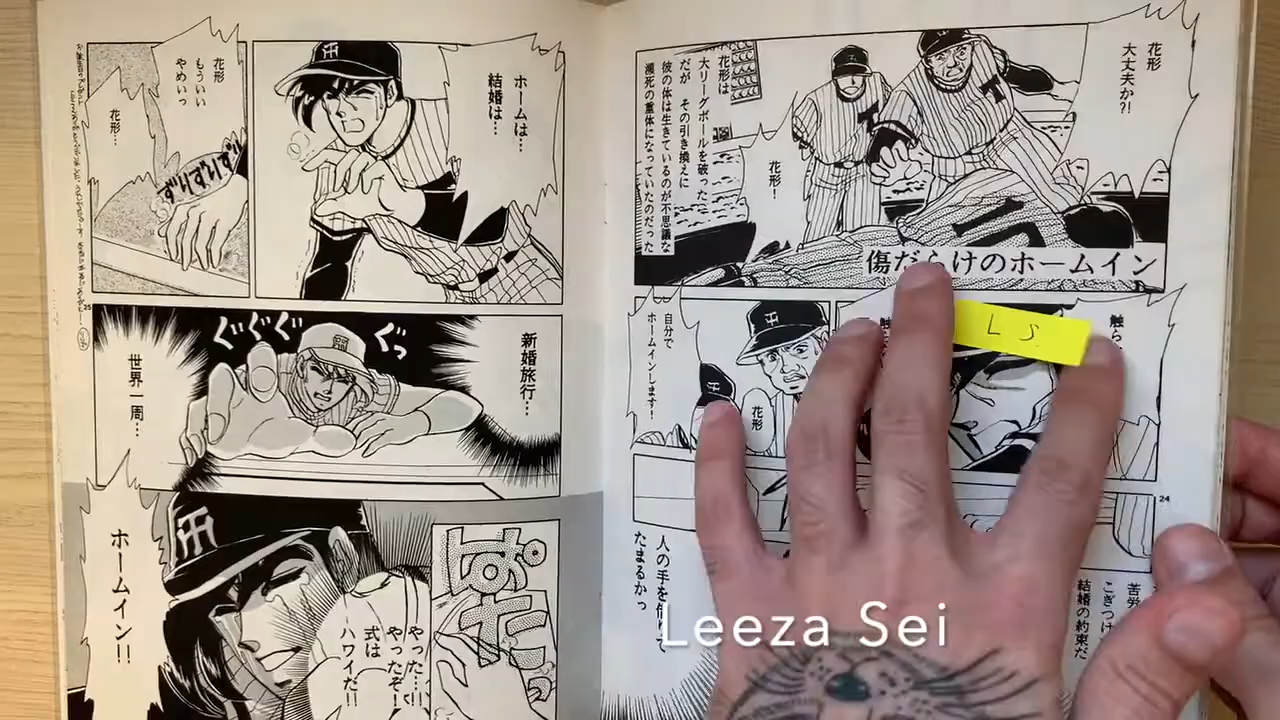 花形
大丈夫か?!
花形は
大リーグボールを破った
だが その引き換えに
彼の体は生きているのが不思議な
瀕死の重体になっていたのだった
花形!
傷だらけのホームイン
L S.
花形
自分で
ホームインします!
24
苦労
こぎつけ
結婚の約束だ
人の手を借りて
たまるかっ
ホームは…
結婚は…
花形
もういい
やめいっ
花形…
ずりずりずり
25
新婚旅行…
ぐぐぐ
ぐっ
世界一周…
ぱたっ
やった…!!
やったぞー!
式は
ハワイだ!!
ホームイン!!
Leeza Sei